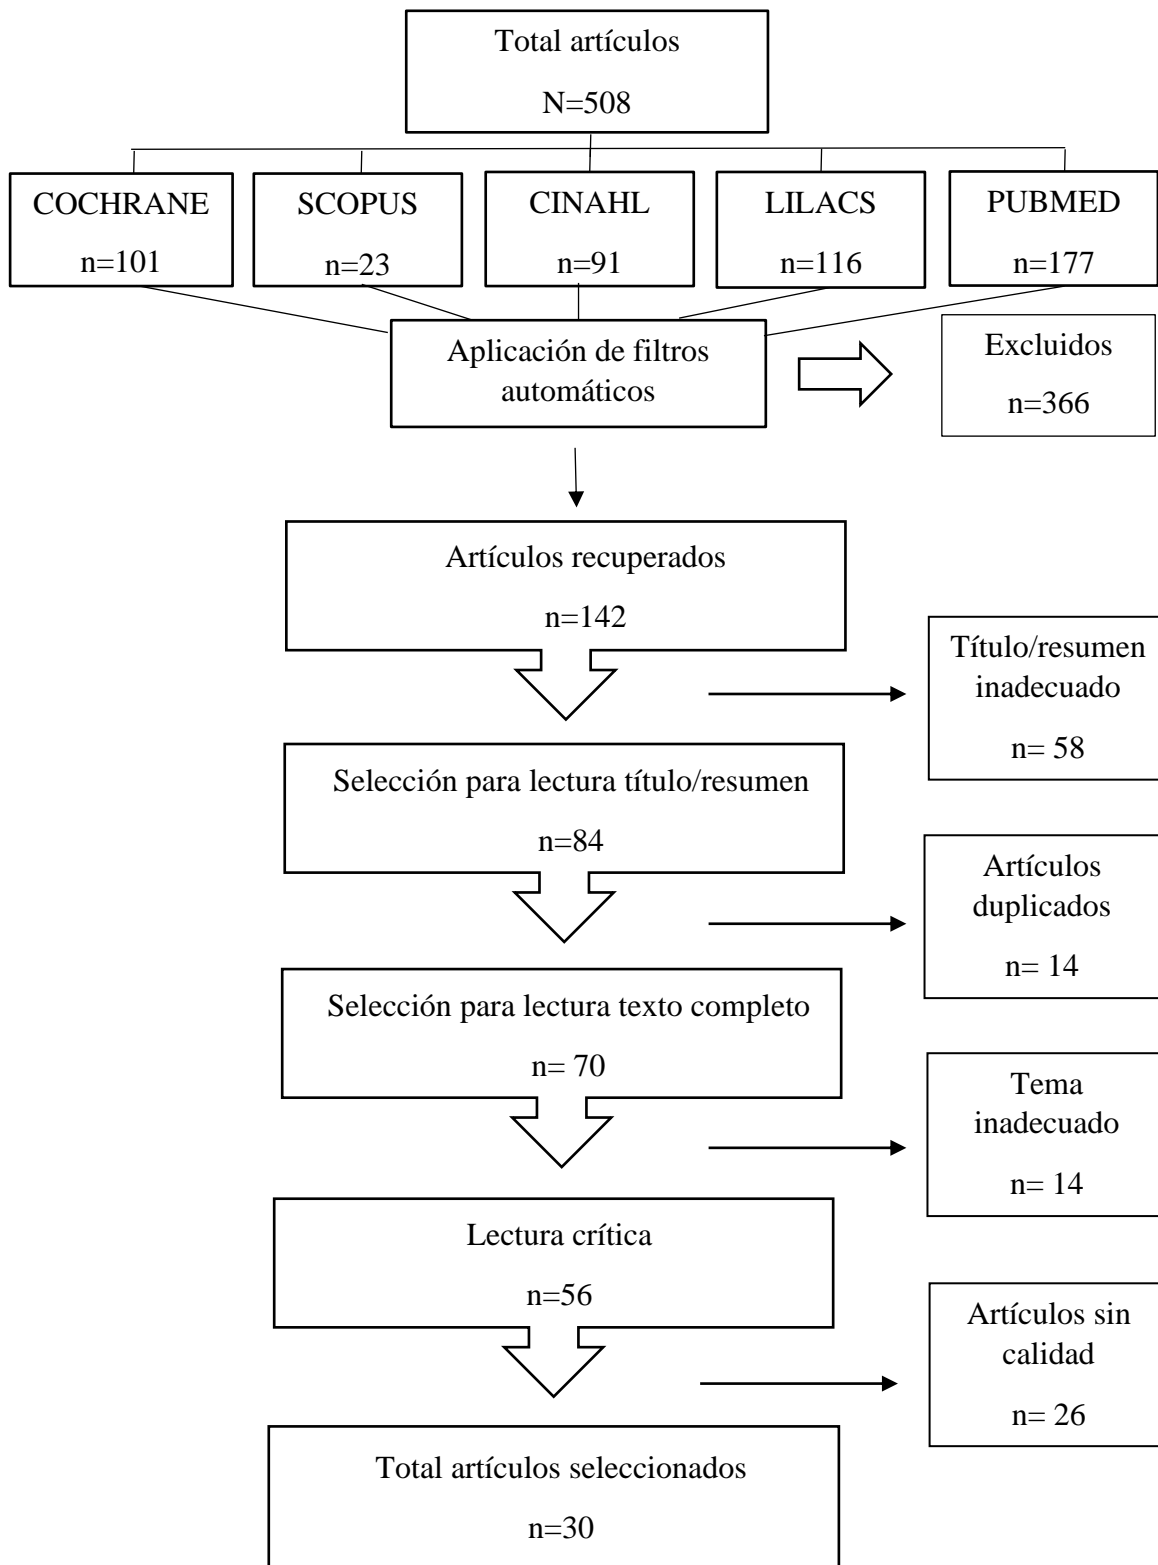 Total artículos
N=508
COCHRANE
n=101
SCOPUS
n=23
CINAHL
n=91
LILACS
n=116
PUBMED
n=177
Aplicación de filtros
automáticos
Excluidos
n=366
Artículos recuperados
n=142
Título/resumen
inadecuado
n= 58
Selección para lectura título/resumen
n=84
Artículos
duplicados
n= 14
Selección para lectura texto completo
n= 70
Tema
inadecuado
n= 14
Lectura crítica
n=56
Artículos sin
calidad
n= 26
Total artículos seleccionados
n=30